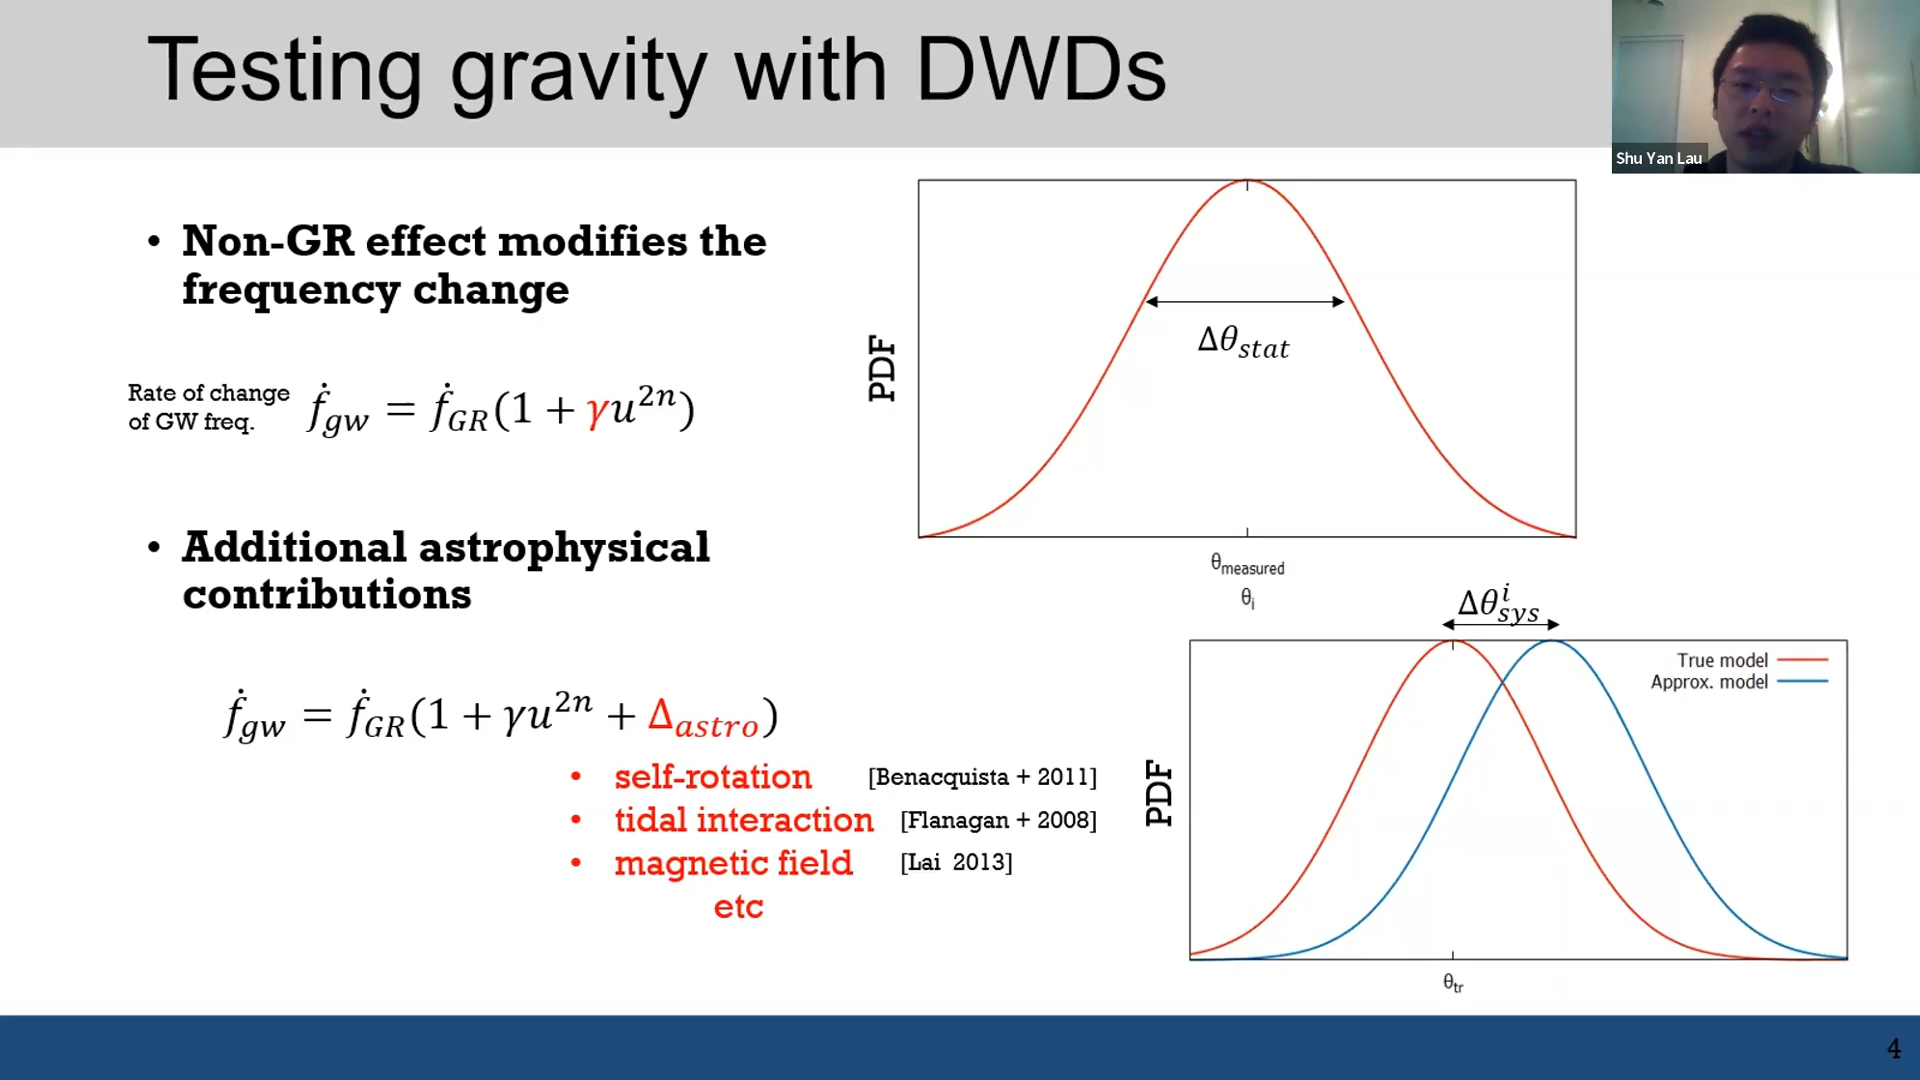 Testing gravity with DWDs
Shu Yan Lau
• Non-GR effect modifies the
frequency change
Rate of change
of GW freq.
ḟ_gw = ḟ_GR(1 + γu^{2n})
• Additional astrophysical
contributions
ḟ_gw = ḟ_GR(1 + γu^{2n} + Δ_astro)
• self-rotation [Benacquista + 2011]
• tidal interaction [Flanagan + 2008]
• magnetic field [Lai 2013]
etc
PDF
Δθ_stat
θ_measured
θ_i
Δθ^i_sys
True model
Approx. model
PDF
θ_tr
4